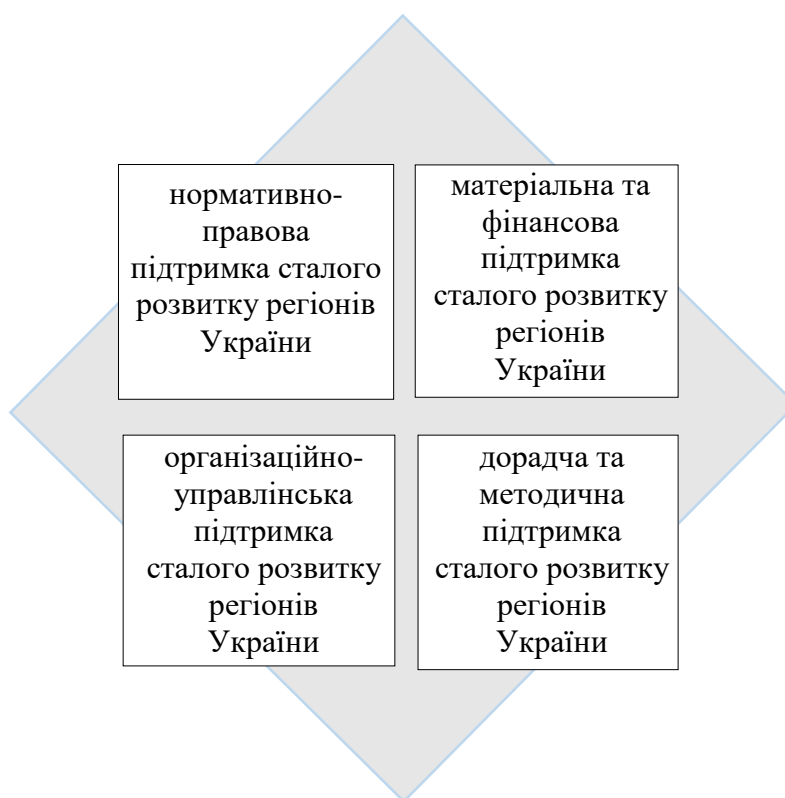 нормативно-
правова
підтримка сталого
розвитку регіонів
України
матеріальна та
фінансова
підтримка
сталого розвитку
регіонів
України
організаційно-
управлінська
підтримка
сталого розвитку
регіонів
України
дорадча та
методична
підтримка
сталого розвитку
регіонів
України